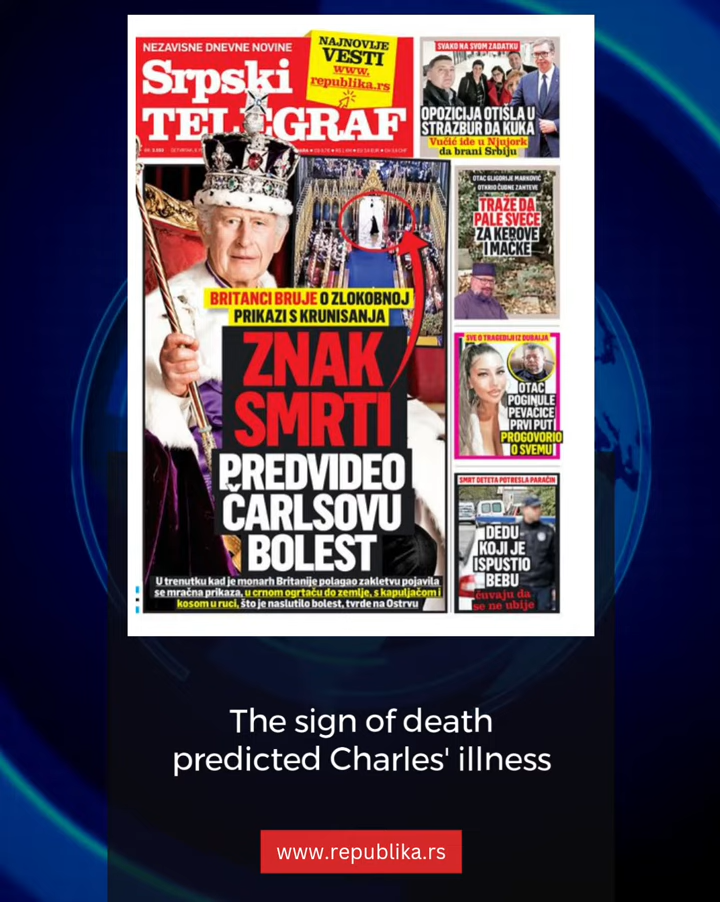 NEZAVISNE DNEVNE NOVINE
Srpski
TELEGRAF
NAJNOVIJE
VESTI
www.
republika.rs
SVAKO NA SVOM ZADATKU
OPOZICIJA OTIŠLA U
STRAZBUR DA KUKA
Vučić ide u Njujork
da brani Srbiju
OTAC GLIGORIJE MARKOVIĆ
OTKRIO ČUDNE ZAHTEVE
TRAŽE DA
PALE SVEĆE
ZA KEROVE
I MAČKE
BRITANCI BRUJE O ZLOKOBNOJ
PRIKAZI S KRUNISANJA
ZNAK
SMRTI
PREDVIDEO
ČARLSOVU
BOLEST
U trenutku kad je monarh Britanije polagao zakletvu pojavila
se mračna prikaza, u crnom ogrtaču do zemlje, s kapuljačom i
kosom u ruci, što je naslutilo bolest, tvrde na Ostrvu
SVE O TRAGEDIJI IZ DUBAIJA
OTAC
POGINULE
PEVAČICE
PRVI PUT
PROGOVORIO
O SVEMU
SMRT DETETA POTRESLA PARAĆIN
DEDU
KOJI JE
ISPUSTIO
BEBU
čuvaju da
se ne ubije
The sign of death
predicted Charles' illness
www.republika.rs